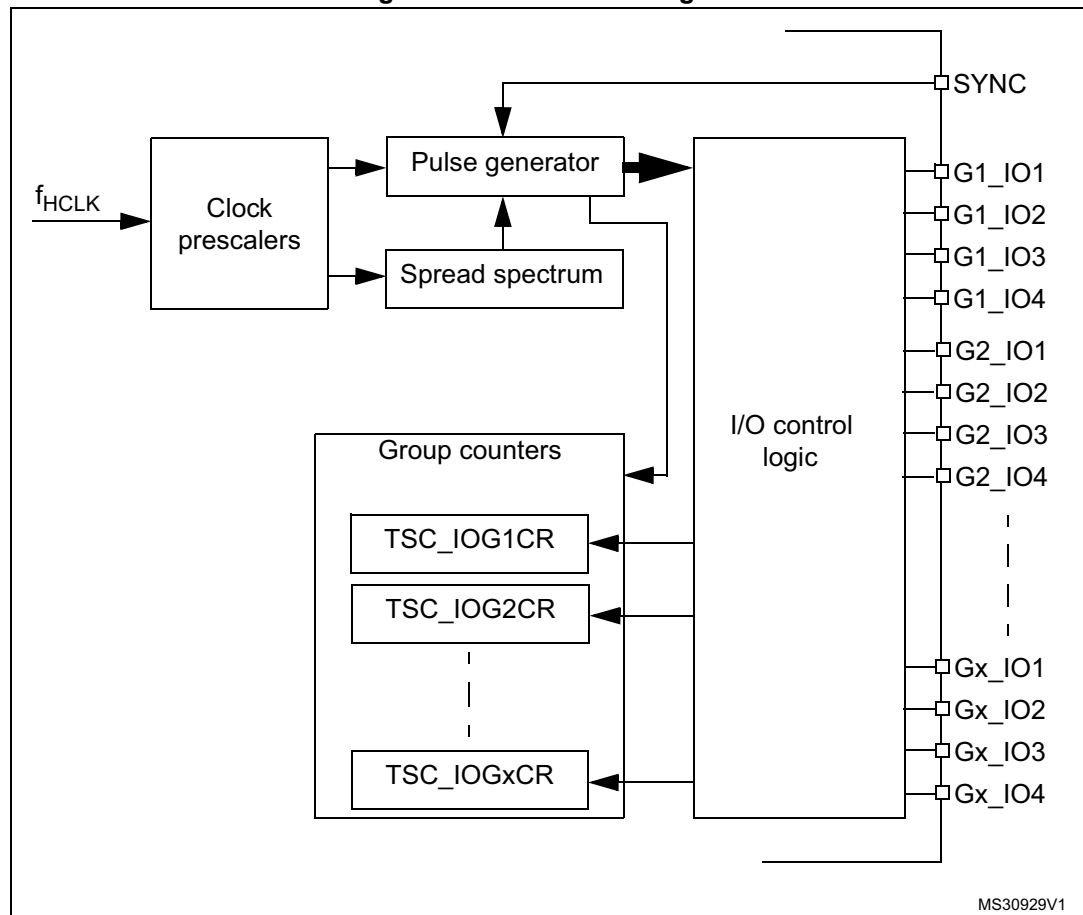 SYNC
Pulse generator
fHCLK
Clock
prescalers
Spread spectrum
G1_IO1
G1_IO2
G1_IO3
G1_IO4
G2_IO1
G2_IO2
G2_IO3
G2_IO4
I/O control
logic
Group counters
TSC_IOG1CR
TSC_IOG2CR
TSC_IOGxCR
Gx_IO1
Gx_IO2
Gx_IO3
Gx_IO4
MS30929V1